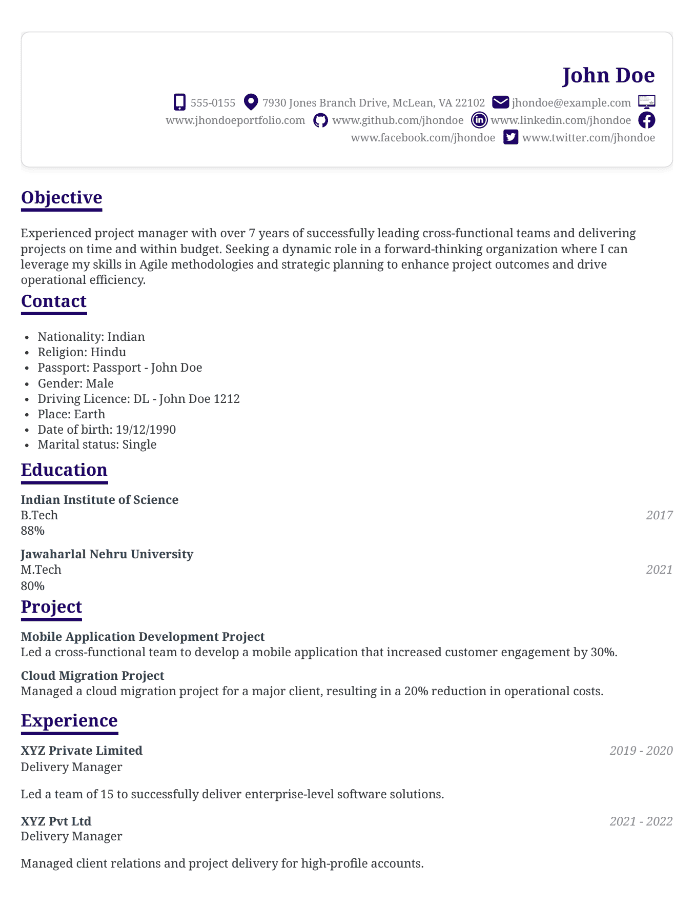 John Doe
555-0155 7930 Jones Branch Drive, McLean, VA 22102 jhondoe@example.com
www.jhondoeportfolio.com www.github.com/jhondoe www.linkedin.com/jhondoe
www.facebook.com/jhondoe www.twitter.com/jhondoe
Objective
Experienced project manager with over 7 years of successfully leading cross-functional teams and delivering
projects on time and within budget. Seeking a dynamic role in a forward-thinking organization where I can
leverage my skills in Agile methodologies and strategic planning to enhance project outcomes and drive
operational efficiency.
Contact
• Nationality: Indian
• Religion: Hindu
• Passport: Passport - John Doe
• Gender: Male
• Driving Licence: DL - John Doe 1212
• Place: Earth
• Date of birth: 19/12/1990
• Marital status: Single
Education
Indian Institute of Science
B.Tech 2017
88%
Jawaharlal Nehru University
M.Tech 2021
80%
Project
Mobile Application Development Project
Led a cross-functional team to develop a mobile application that increased customer engagement by 30%.
Cloud Migration Project
Managed a cloud migration project for a major client, resulting in a 20% reduction in operational costs.
Experience
XYZ Private Limited 2019 - 2020
Delivery Manager
Led a team of 15 to successfully deliver enterprise-level software solutions.
XYZ Pvt Ltd 2021 - 2022
Delivery Manager
Managed client relations and project delivery for high-profile accounts.